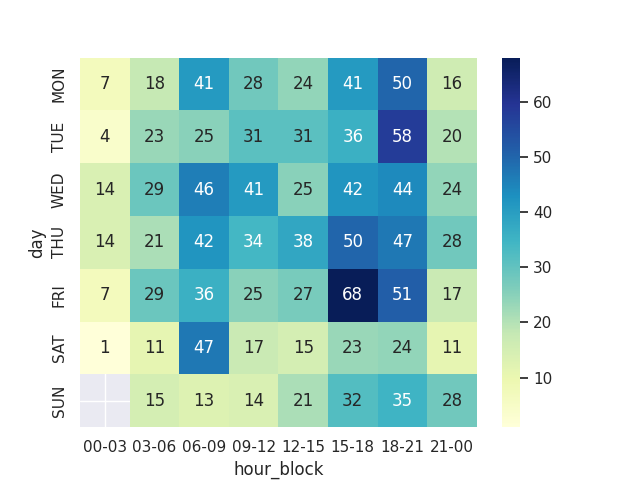 MON 7 18 41 28 24 41 50 16
TUE 4 23 25 31 31 36 58 20
WED 14 29 46 41 25 42 44 24
THU 14 21 42 34 38 50 47 28
FRI 7 29 36 25 27 68 51 17
SAT 1 11 47 17 15 23 24 11
SUN 15 13 14 21 32 35 28
day
00-03 03-06 06-09 09-12 12-15 15-18 18-21 21-00
hour_block
60
50
40
30
20
10